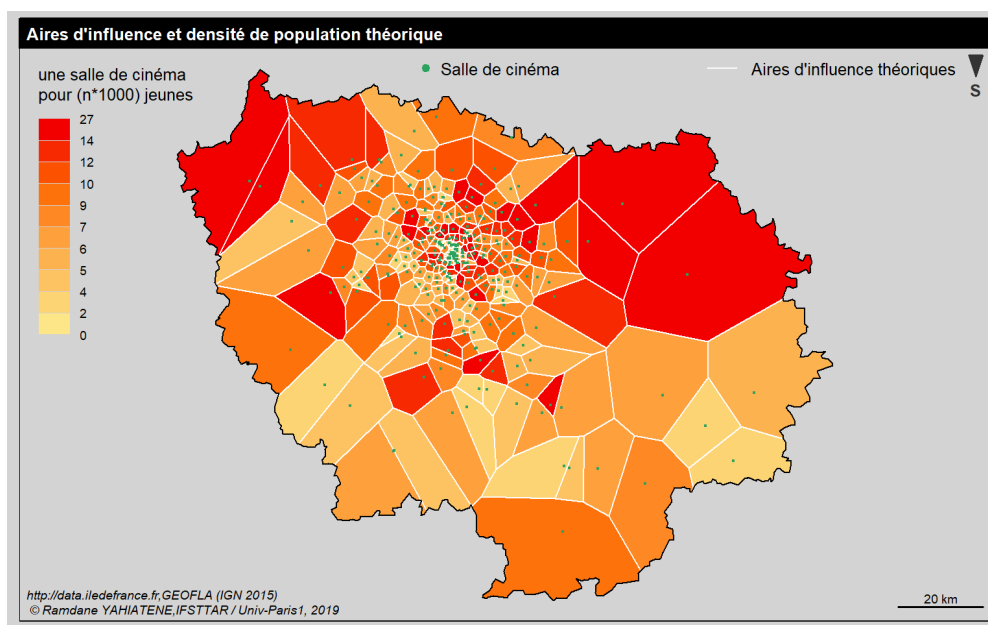 Aires d'influence et densité de population théorique
une salle de cinéma
pour (n*1000) jeunes
Salle de cinéma
Aires d'influence théoriques
S
27
14
12
10
9
7
6
5
4
2
0
http://data.iledefrance.fr,GEOFLA (IGN 2015)
© Ramdane YAHIATENE,IFSTTAR / Univ-Paris1, 2019
20 km